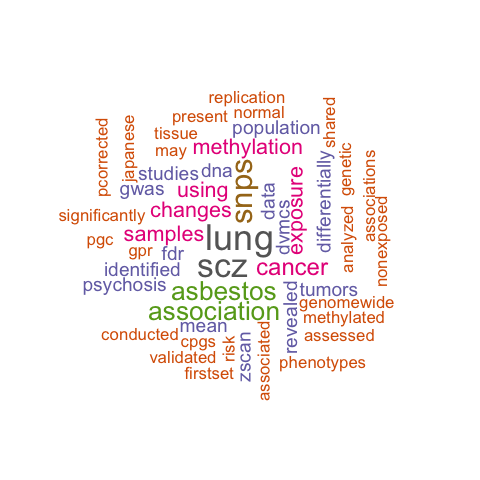 replication
present normal
tissue population
may methylation
pcorrected
japanese
shared
studies dna
gwas using
snps
data
exposure
differentially
genetic
associations
significantly
changes
samples
lung
dvmcs
analyzed
nonexposed
pgc
gpr fdr
identified
scz cancer
psychosis
asbestos
revealed
tumors
association
genomewide
mean
methylated
conducted
cpgs
risk
zscan
associated
assessed
validated
phenotypes
firstset